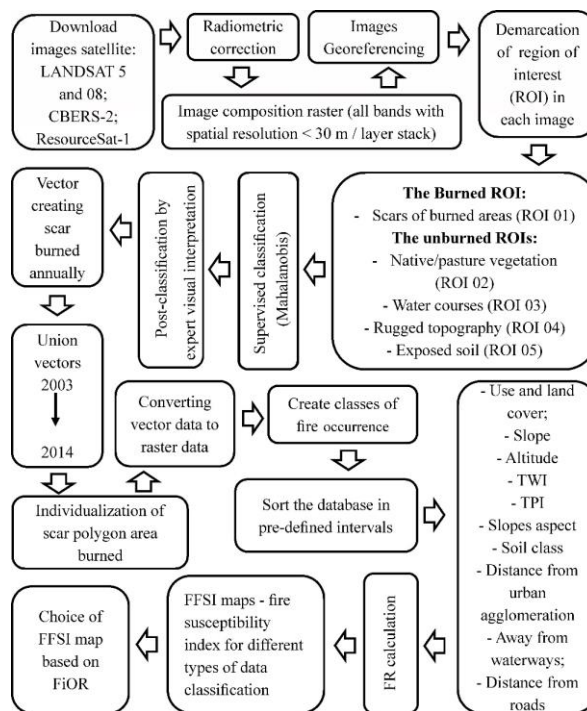 Download
images satellite:
LANDSAT 5
and 08;
CBERS-2;
ResourceSat-1
Radiometric
correction
Image composition raster (all bands with
spatial resolution < 30 m / layer stack)
Images
Georeferencing
Demarcation
of region of
interest
(ROI) in
each image
The Burned ROI:
- Scars of burned areas (ROI 01)
The unburned ROIs:
- Native/pasture vegetation
(ROI 02)
- Water courses (ROI 03)
- Rugged topography (ROI 04)
- Exposed soil (ROI 05)
Supervised classification
(Mahalanobis)
Post-classification by
expert visual interpretation
Vector
creating
scar
burned
annually
Union
vectors
2003
2014
Individualization of
scar polygon area
burned
Converting
vector data to
raster data
Create classes of
fire occurrence
Sort the database in
pre-defined intervals
- Use and land
cover;
- Slope
- Altitude
- TWI
- TPI
- Slopes aspect
- Soil class
- Distance from
urban
agglomeration
- Away from
waterways;
- Distance from
roads
FR calculation
FFSI maps - fire
susceptibility
index for different
types of data
classification
Choice of
FFSI map
based on
FiOR